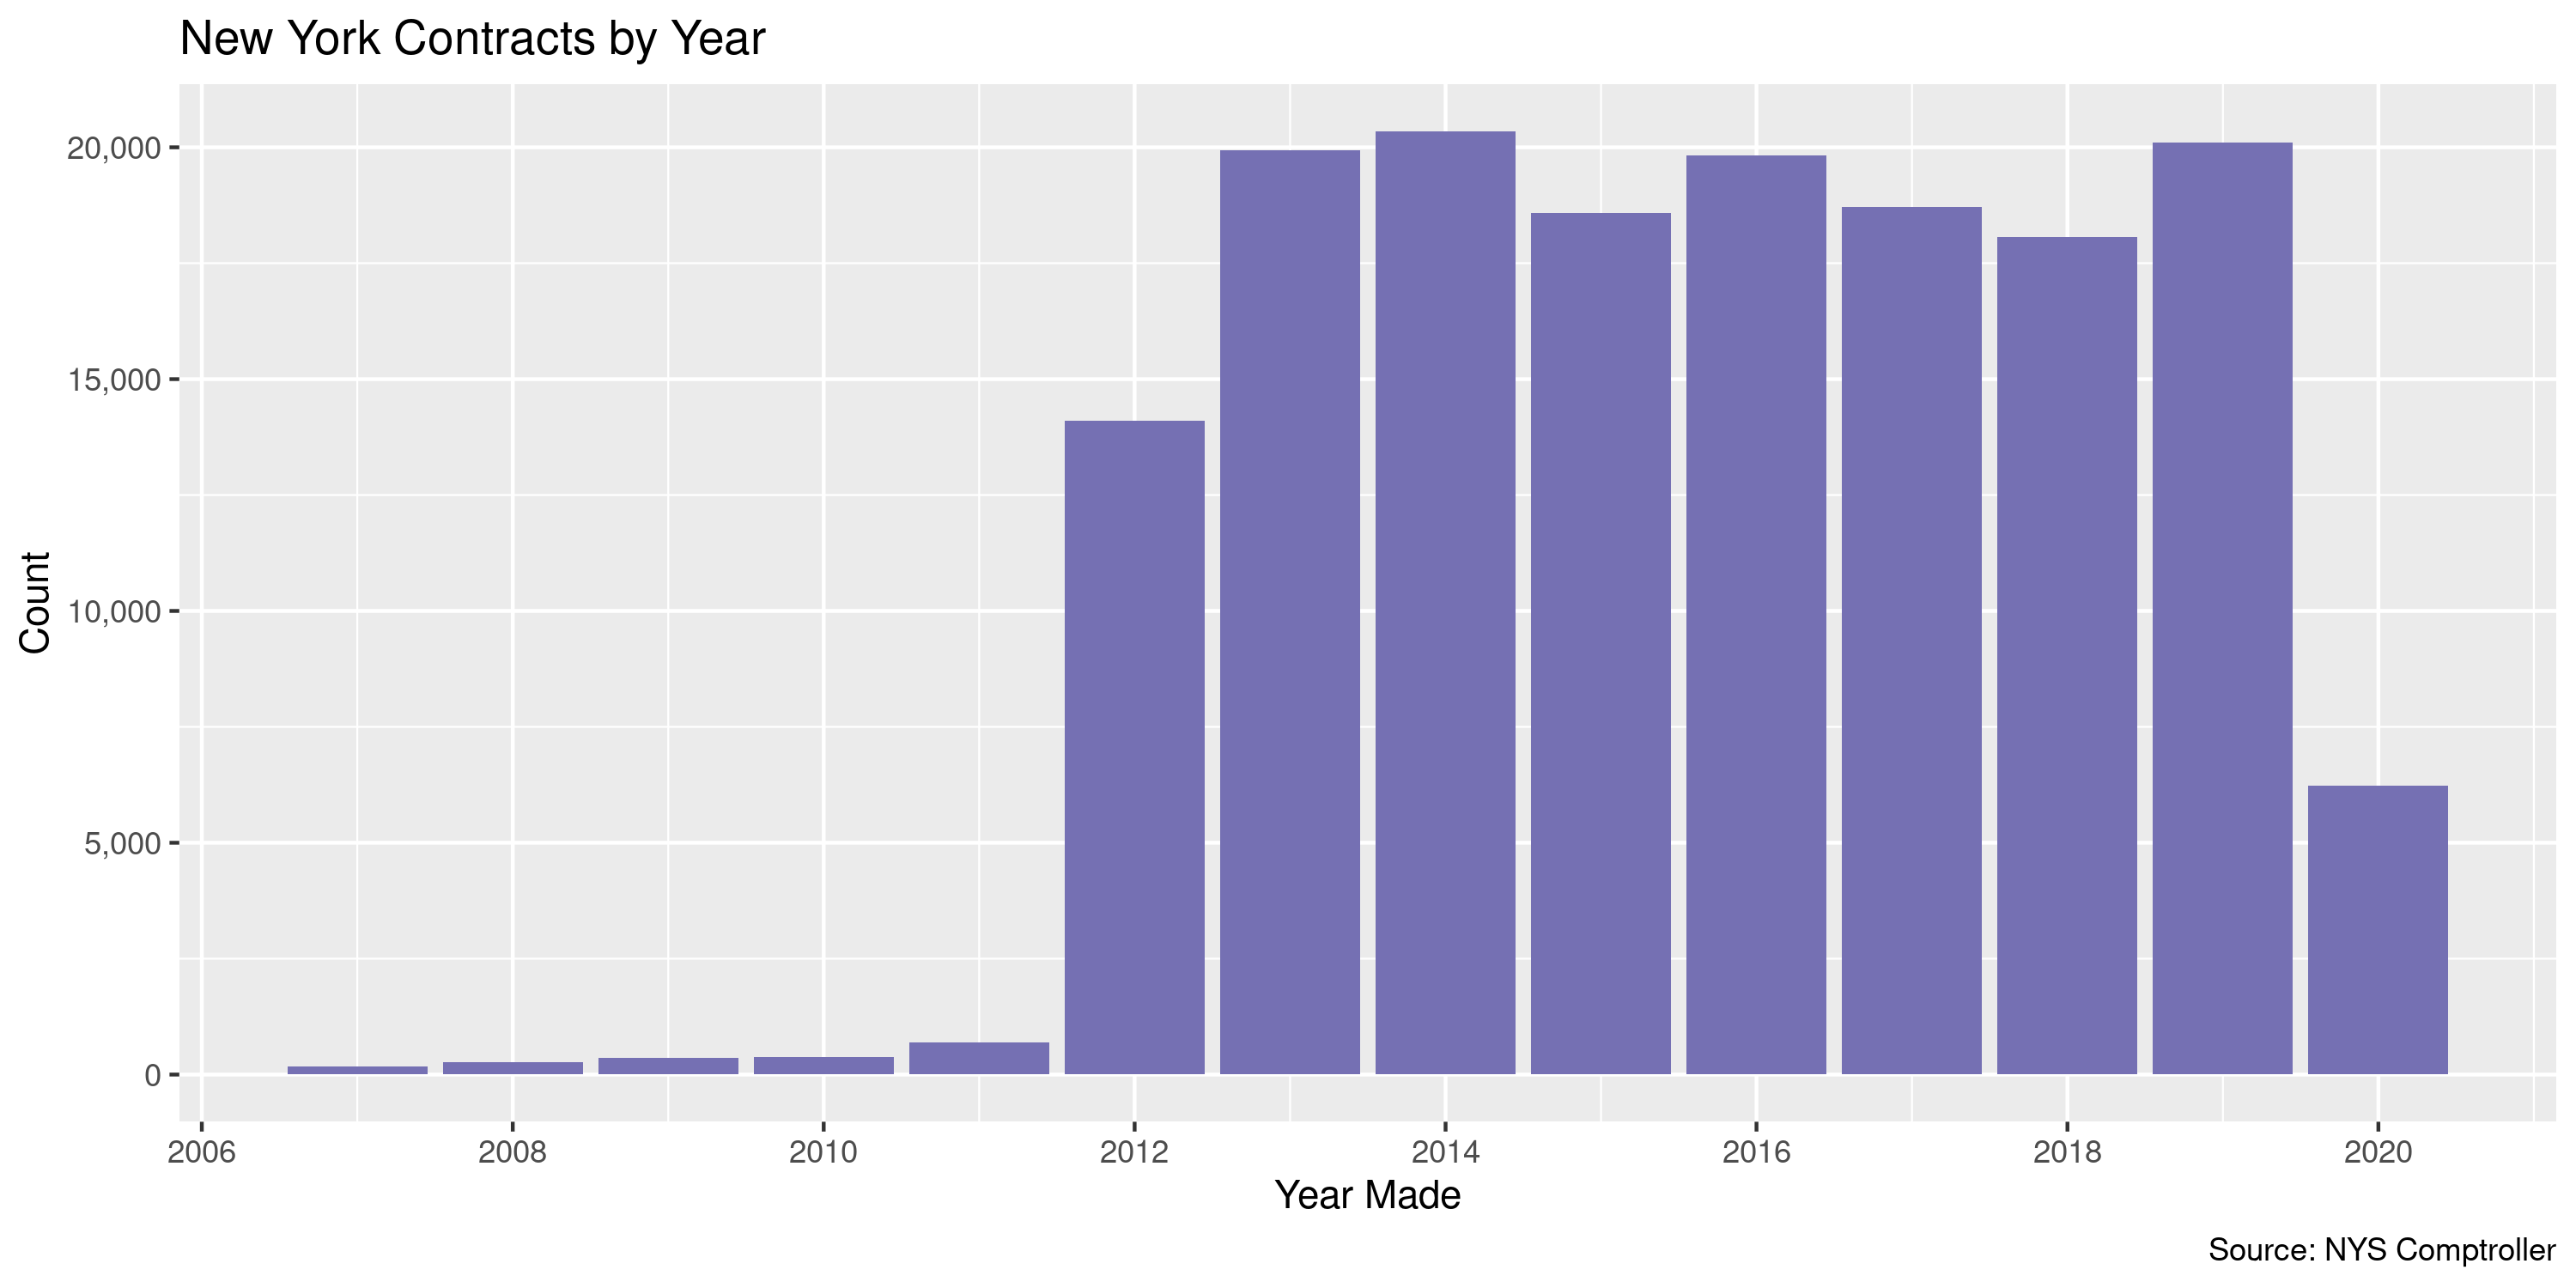 New York Contracts by Year
20,000
15,000
10,000
5,000
0
Count
2006 2008 2010 2012 2014 2016 2018 2020
Year Made
Source: NYS Comptroller